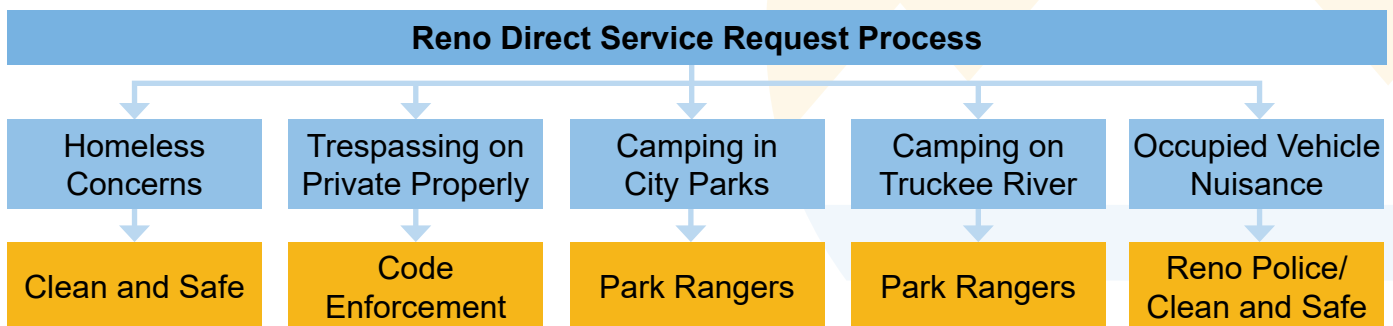 Reno Direct Service Request Process
Homeless
Concerns
Trespassing on
Private Properly
Camping in
City Parks
Camping on
Truckee River
Occupied Vehicle
Nuisance
Clean and Safe
Code
Enforcement
Park Rangers
Park Rangers
Reno Police/
Clean and Safe